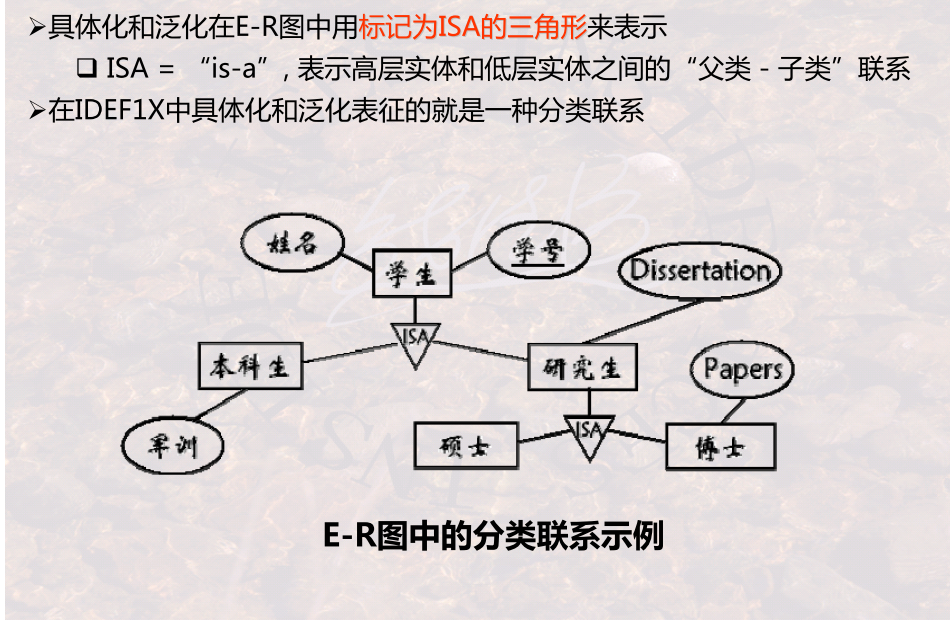 ➢具体化和泛化在E-R图中用标记为ISA的三角形来表示
❑ ISA = “is-a”, 表示高层实体和低层实体之间的“父类 - 子类”联系
➢在IDEF1X中具体化和泛化表征的就是一种分类联系
姓名
学号
学生
Dissertation
ISA
本科生
研究生
Papers
军训
硕士
ISA
博士
E-R图中的分类联系示例